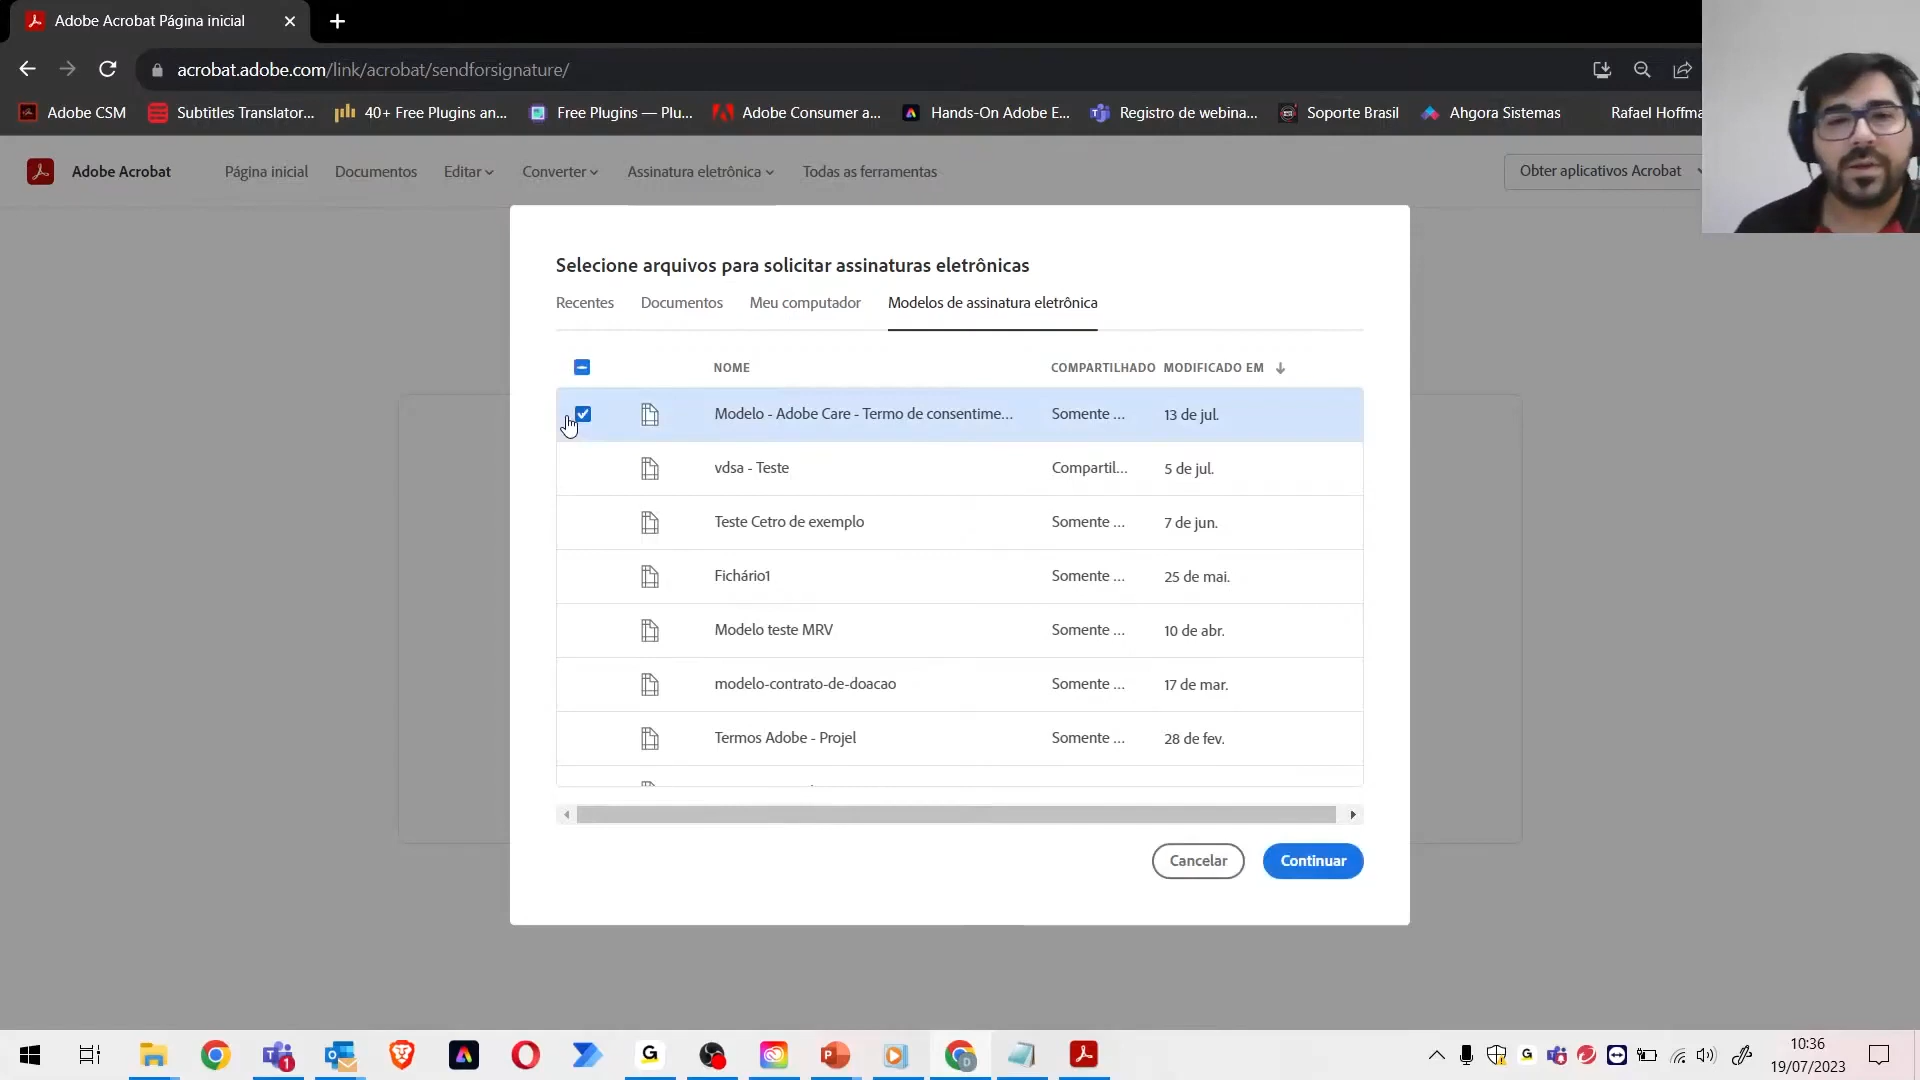 Adobe Acrobat Página inicial
acrobat.adobe.com/link/acrobat/sendforsignature/
Adobe CSM
Subtitles Translator...
40+ Free Plugins an...
Free Plugins — Plu...
Adobe Consumer a...
Hands-On Adobe E...
Registro de webina...
Soporte Brasil
Ahgora Sistemas
Rafael Hoffma
Adobe Acrobat
Página inicial
Documentos
Editar
Converter
Assinatura eletrônica
Todas as ferramentas
Obter aplicativos Acrobat
Selecione arquivos para solicitar assinaturas eletrônicas
Recentes
Documentos
Meu computador
Modelos de assinatura eletrônica
NOME
COMPARTILHADO
MODIFICADO EM
Modelo - Adobe Care - Termo de consentime... Somente ... 13 de jul.
vdsa - Teste Compartil... 5 de jul.
Teste Cetro de exemplo Somente ... 7 de jun.
Fichário1 Somente ... 25 de mai.
Modelo teste MRV Somente ... 10 de abr.
modelo-contrato-de-doacao Somente ... 17 de mar.
Termos Adobe - Projel Somente ... 28 de fev.
Cancelar
Continuar
10:36
19/07/2023